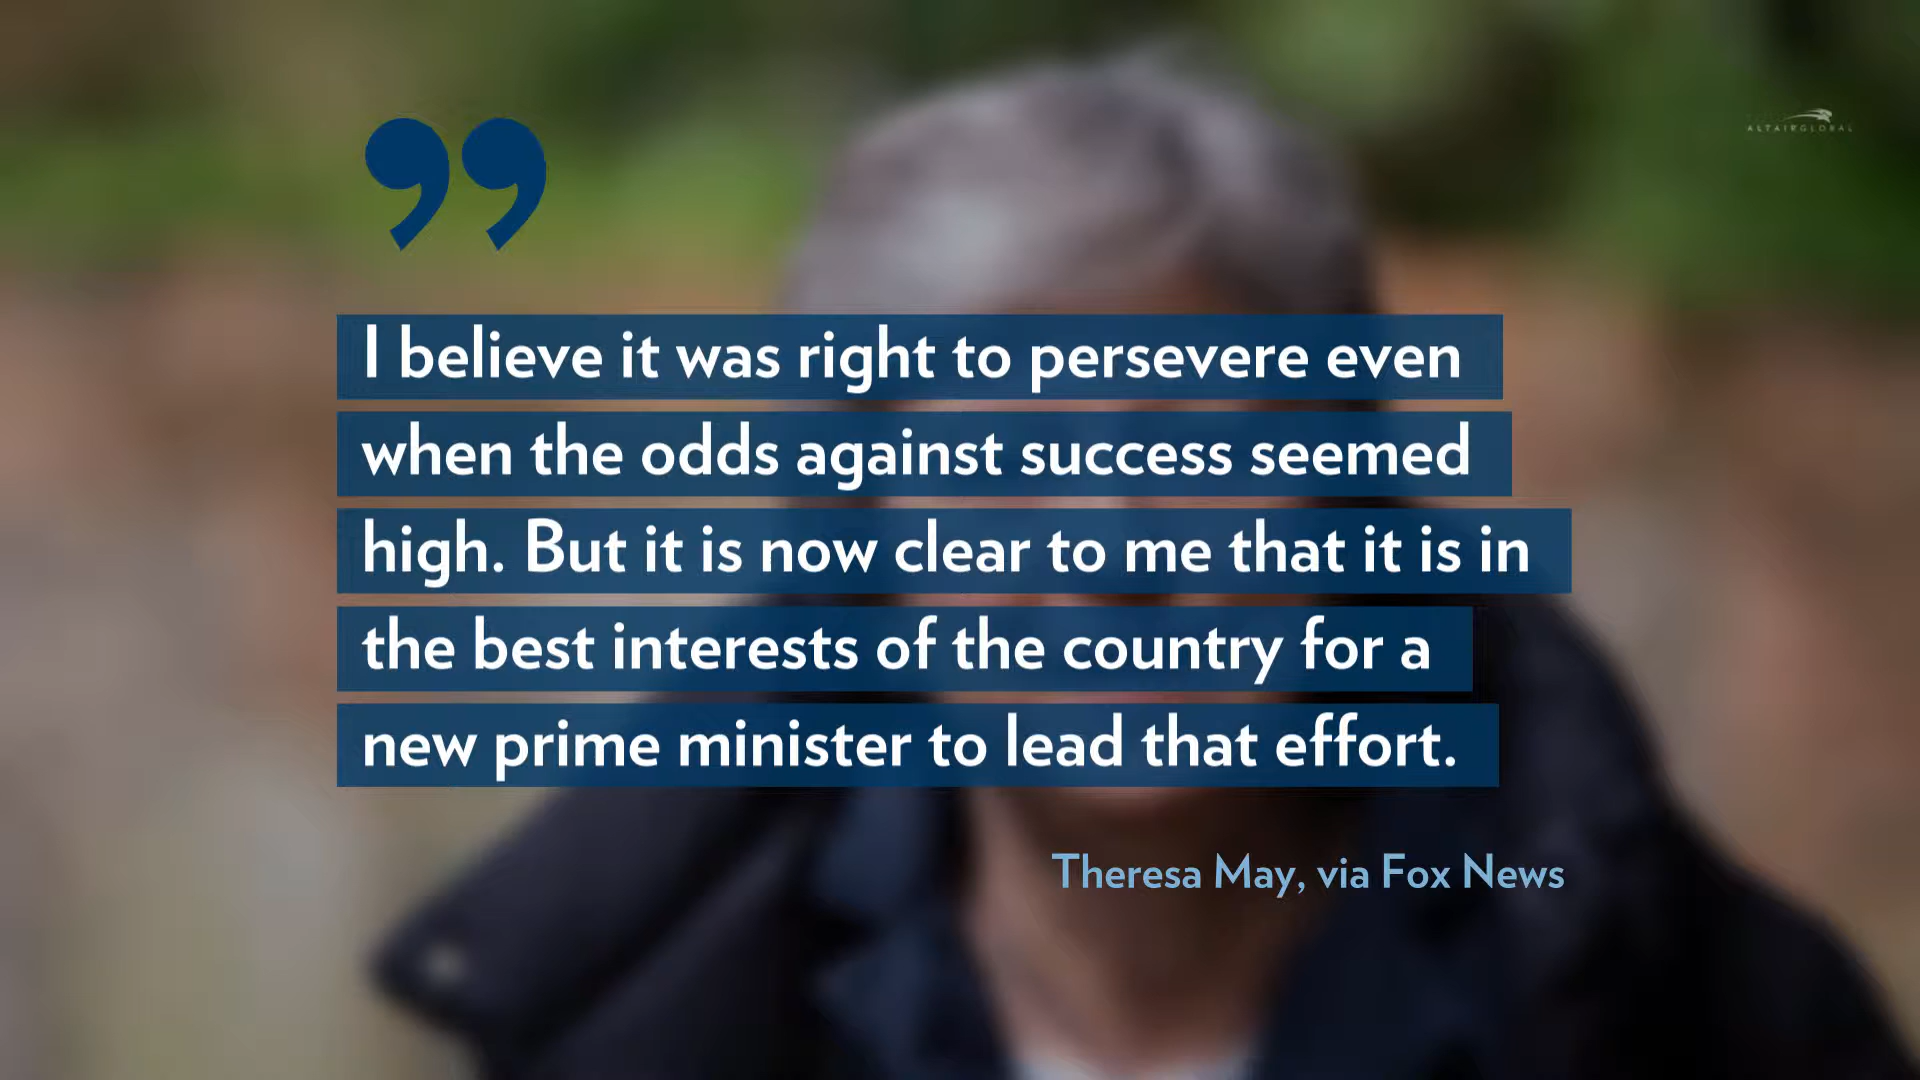 ALTAIRGLOBAL
”
I believe it was right to persevere even
when the odds against success seemed
high. But it is now clear to me that it is in
the best interests of the country for a
new prime minister to lead that effort.
Theresa May, via Fox News